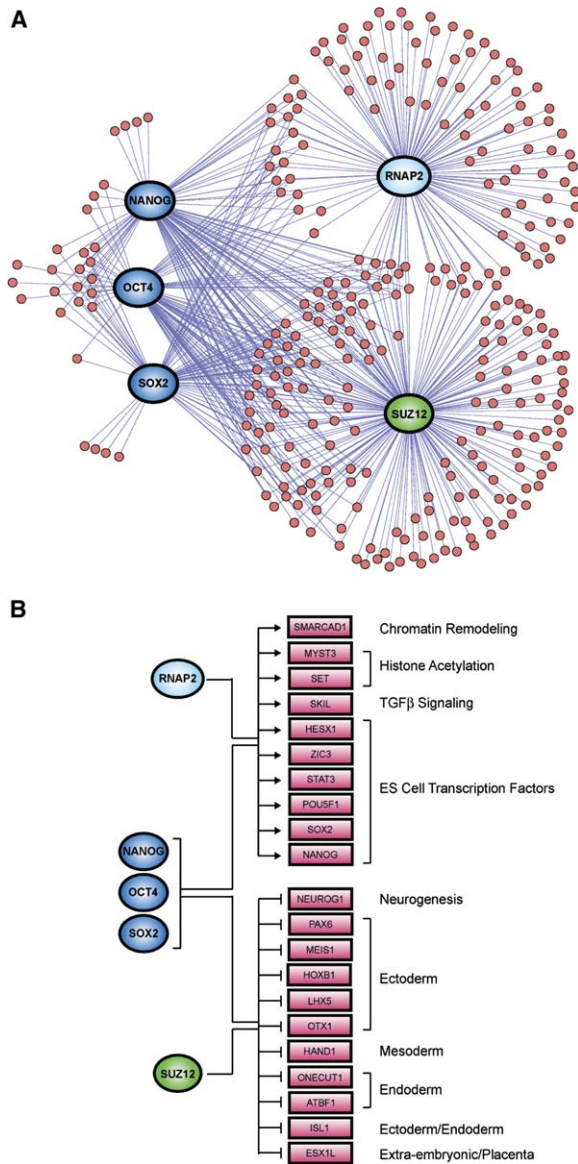 A
NANOG
RNAP2
OCT4
SOX2
SUZ12
B
RNAP2
NANOG
OCT4
SOX2
SUZ12
SMARCAD1 Chromatin Remodeling
MYST3
Histone Acetylation
SET
SKIL TGFβ Signaling
HESX1
ZIC3
STAT3
ES Cell Transcription Factors
POU5F1
SOX2
NANOG
NEUROG1 Neurogenesis
PAX6
MEIS1
HOXB1
Ectoderm
LHX5
OTX1
HAND1 Mesoderm
ONECUT1
Endoderm
ATBF1
ISL1 Ectoderm/Endoderm
ESX1L Extra-embryonic/Placenta